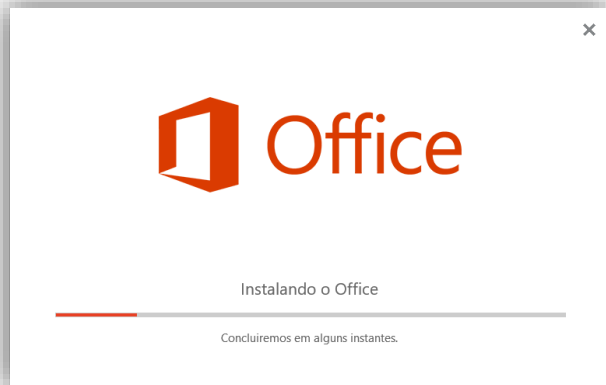 Office
Instalando o Office
Concluiremos em alguns instantes.